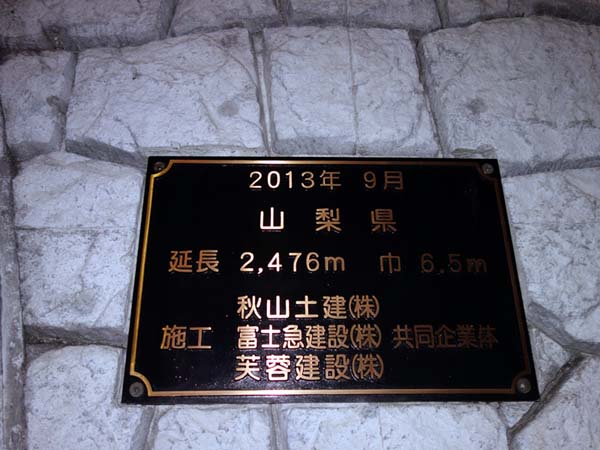 2013年 9月
山梨県
延長 2,476m 巾 6.5m
秋山土建㈱
施工 富士急建設㈱ 共同企業体
芙蓉建設㈱